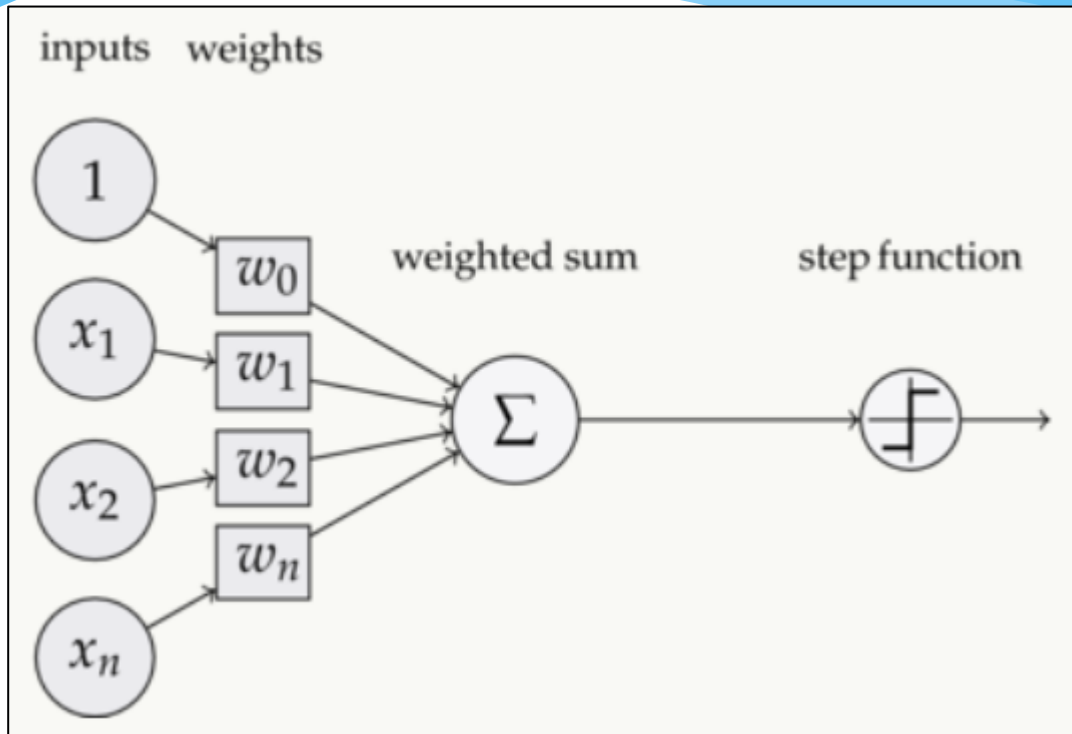 inputs weights
1
w₀
weighted sum
step function
x₁
w₁
Σ
x₂
w₂
wₙ
xₙ